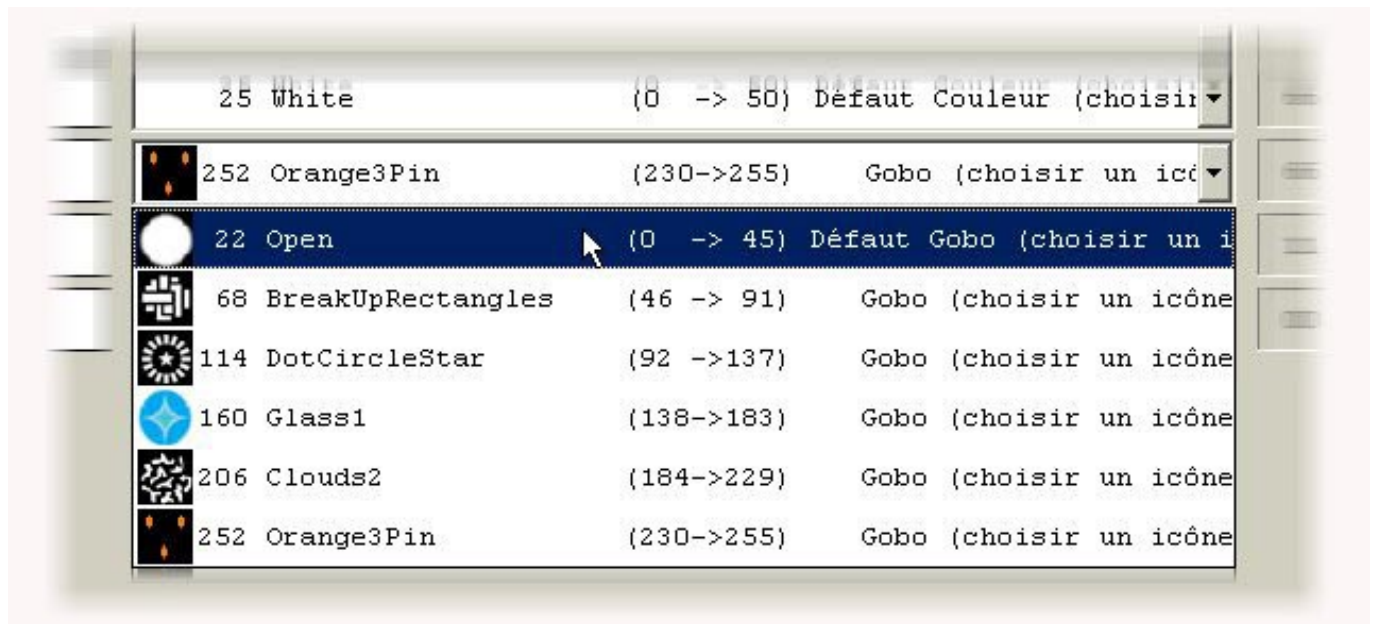 25 White (0 -> 50) Défaut Couleur (choisir
252 Orange3Pin (230->255) Gobo (choisir un icô
22 Open (0 -> 45) Défaut Gobo (choisir un i
68 BreakUpRectangles (46 -> 91) Gobo (choisir un icône
114 DotCircleStar (92 ->137) Gobo (choisir un icône
160 Glass1 (138->183) Gobo (choisir un icône
206 Clouds2 (184->229) Gobo (choisir un icône
252 Orange3Pin (230->255) Gobo (choisir un icône